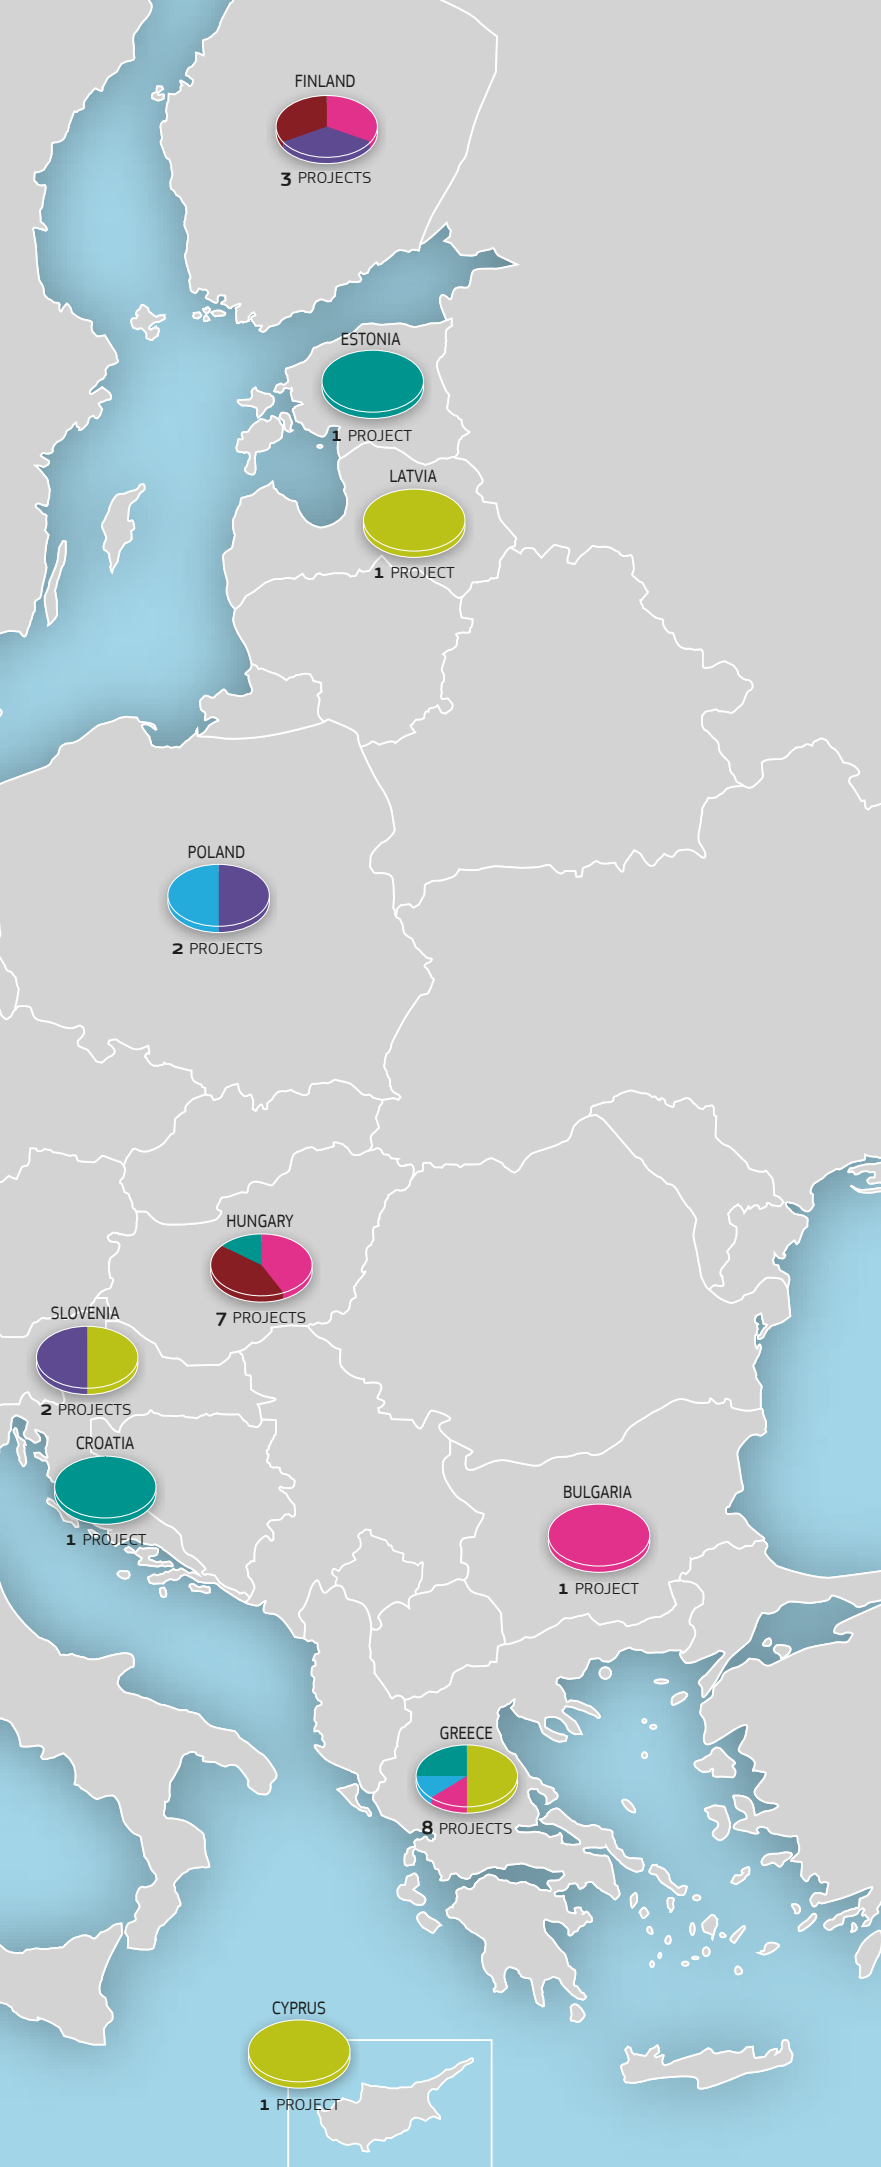 FINLAND
3 PROJECTS
ESTONIA
1 PROJECT
LATVIA
1 PROJECT
POLAND
2 PROJECTS
HUNGARY
7 PROJECTS
SLOVENIA
2 PROJECTS
CROATIA
1 PROJECT
BULGARIA
1 PROJECT
GREECE
8 PROJECTS
CYPRUS
1 PROJECT